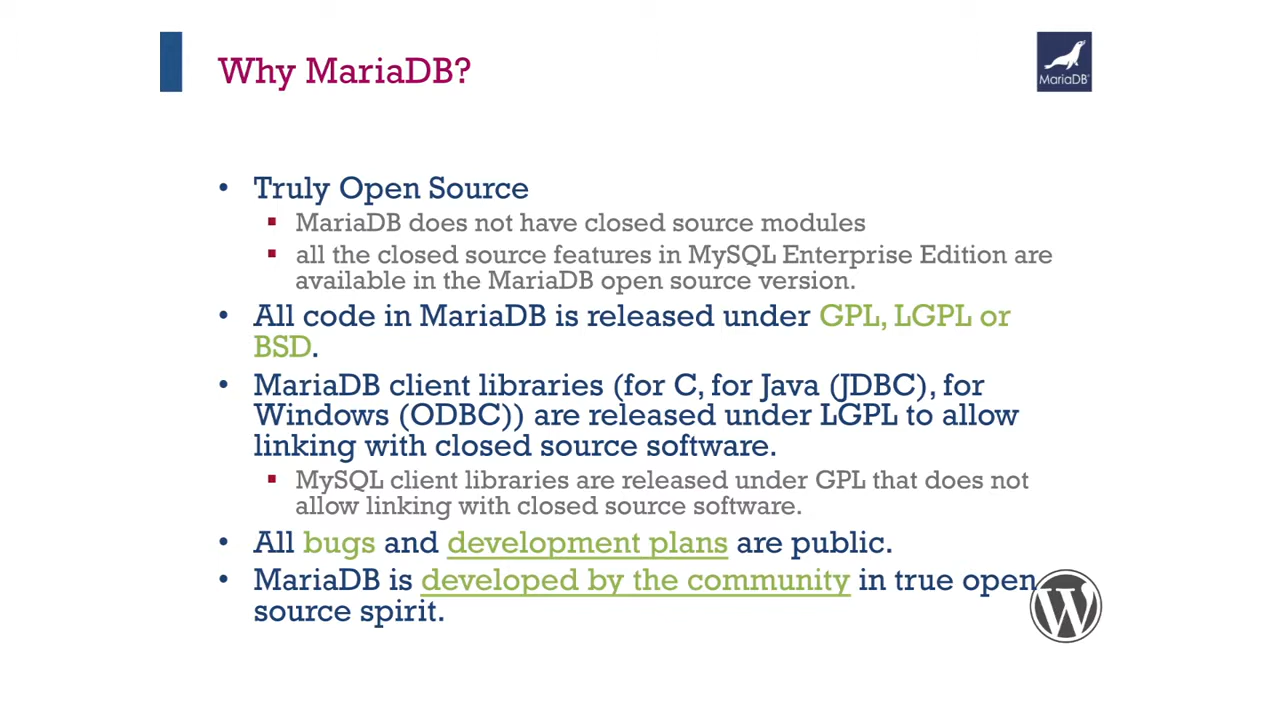 Why MariaDB?
MariaDB
• Truly Open Source
▪ MariaDB does not have closed source modules
▪ all the closed source features in MySQL Enterprise Edition are
available in the MariaDB open source version.
• All code in MariaDB is released under GPL, LGPL or
BSD.
• MariaDB client libraries (for C, for Java (JDBC), for
Windows (ODBC)) are released under LGPL to allow
linking with closed source software.
▪ MySQL client libraries are released under GPL that does not
allow linking with closed source software.
• All bugs and development plans are public.
• MariaDB is developed by the community in true open
source spirit.
W